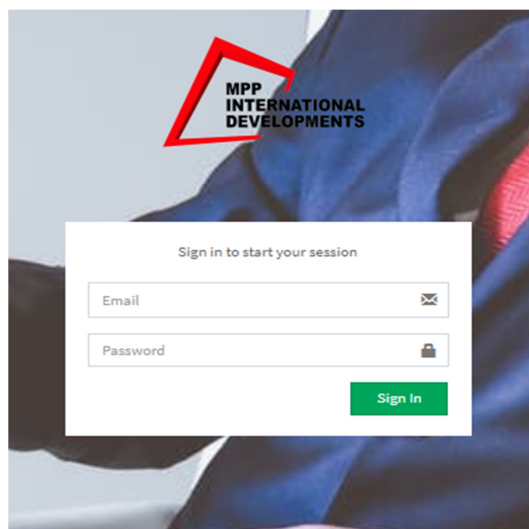 MPP
INTERNATIONAL
DEVELOPMENTS
Sign in to start your session
Email
Password
Sign In